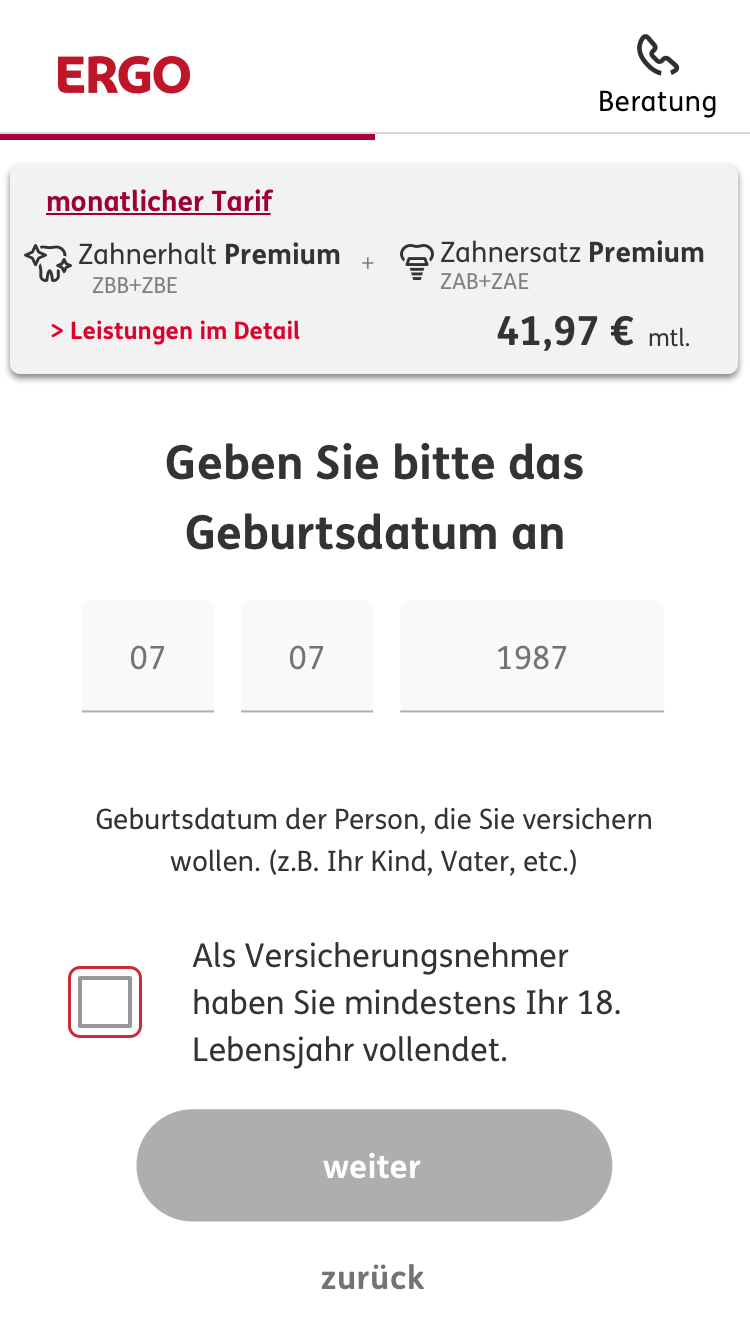 ERGO
Beratung
monatlicher Tarif
Zahnerhalt Premium + Zahnersatz Premium
ZBB+ZBE ZAB+ZAE
> Leistungen im Detail 41,97 € mtl.
Geben Sie bitte das
Geburtsdatum an
07 07 1987
Geburtsdatum der Person, die Sie versichern
wollen. (z.B. Ihr Kind, Vater, etc.)
Als Versicherungsnehmer
haben Sie mindestens Ihr 18.
Lebensjahr vollendet.
weiter
zurück